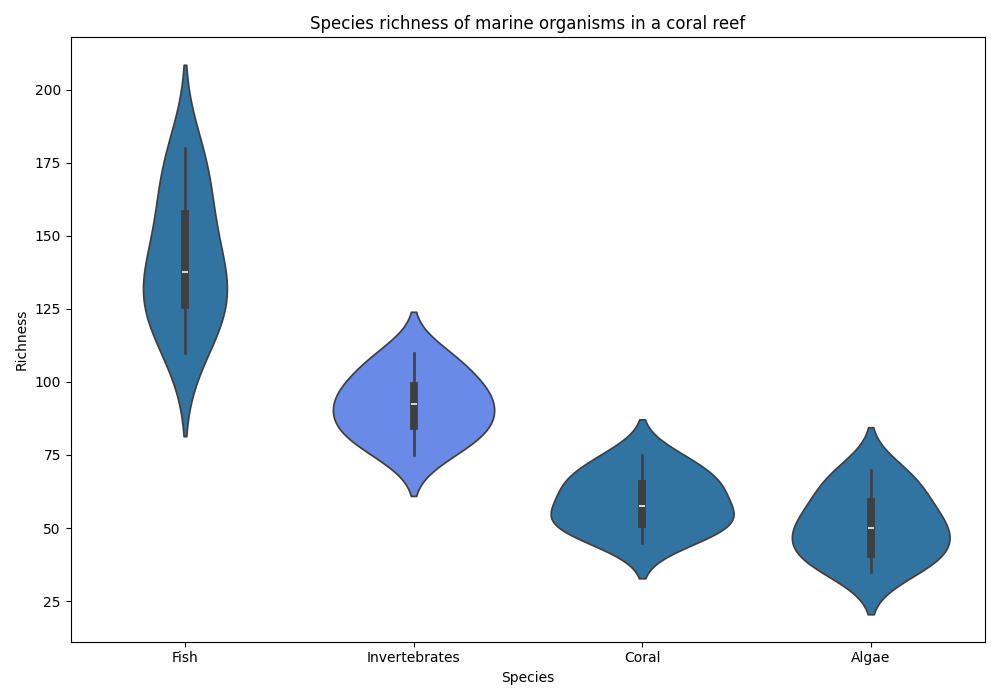 Species richness of marine organisms in a coral reef
Richness
200
175
150
125
100
75
50
25
Fish
Invertebrates
Coral
Algae
Species